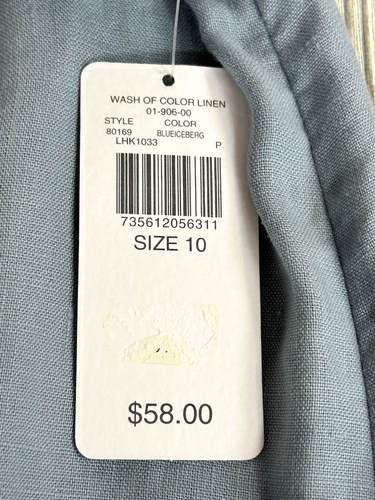 WASH OF COLOR LINEN
01-906-00
STYLE COLOR
80169 BLUEICEBERG
LHK1033 P
735612056311
SIZE 10
$58.00